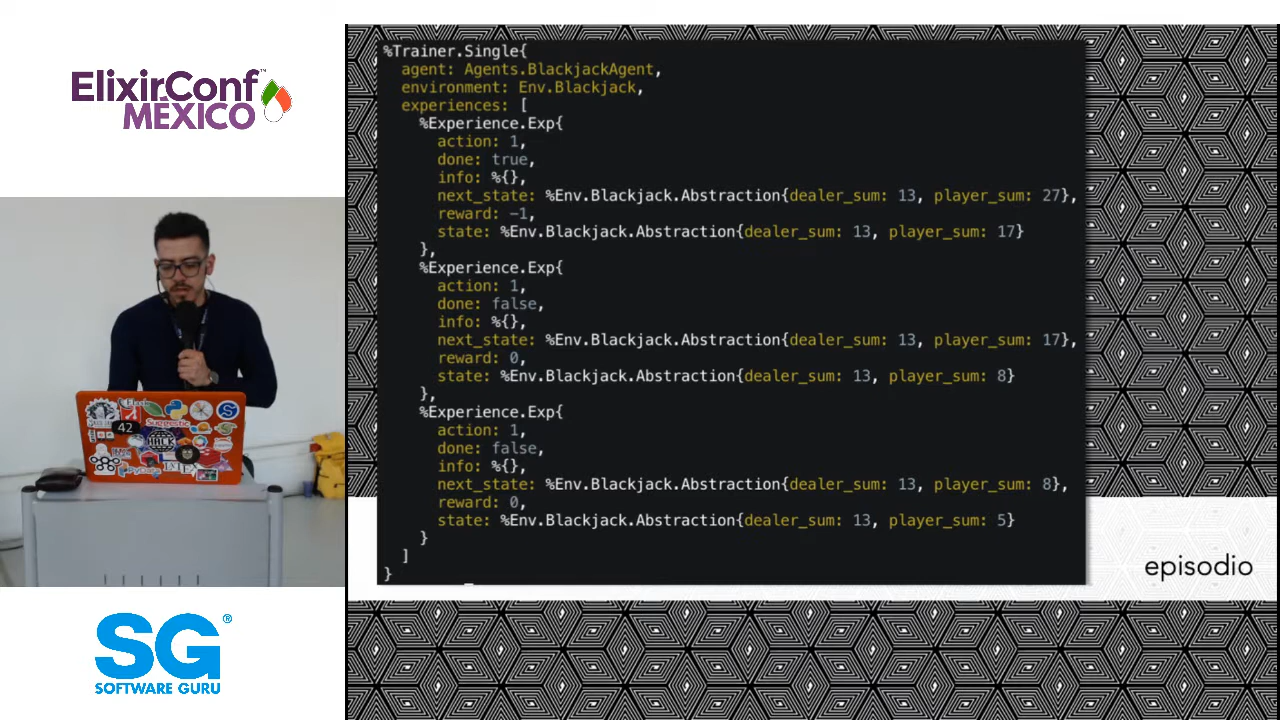 ElixirConf™
MÉXICO
%Trainer.Single{
agent: Agents.BlackjackAgent,
environment: Env.Blackjack,
experiences: [
%Experience.Exp{
action: 1,
done: true,
info: %{},
next_state: %Env.Blackjack.Abstraction{dealer_sum: 13, player_sum: 27},
reward: -1,
state: %Env.Blackjack.Abstraction{dealer_sum: 13, player_sum: 17}
},
%Experience.Exp{
action: 1,
done: false,
info: %{},
next_state: %Env.Blackjack.Abstraction{dealer_sum: 13, player_sum: 17},
reward: 0,
state: %Env.Blackjack.Abstraction{dealer_sum: 13, player_sum: 8}
},
%Experience.Exp{
action: 1,
done: false,
info: %{},
next_state: %Env.Blackjack.Abstraction{dealer_sum: 13, player_sum: 8},
reward: 0,
state: %Env.Blackjack.Abstraction{dealer_sum: 13, player_sum: 5}
}
]
}
episodio
42
SG®
SOFTWARE GURU